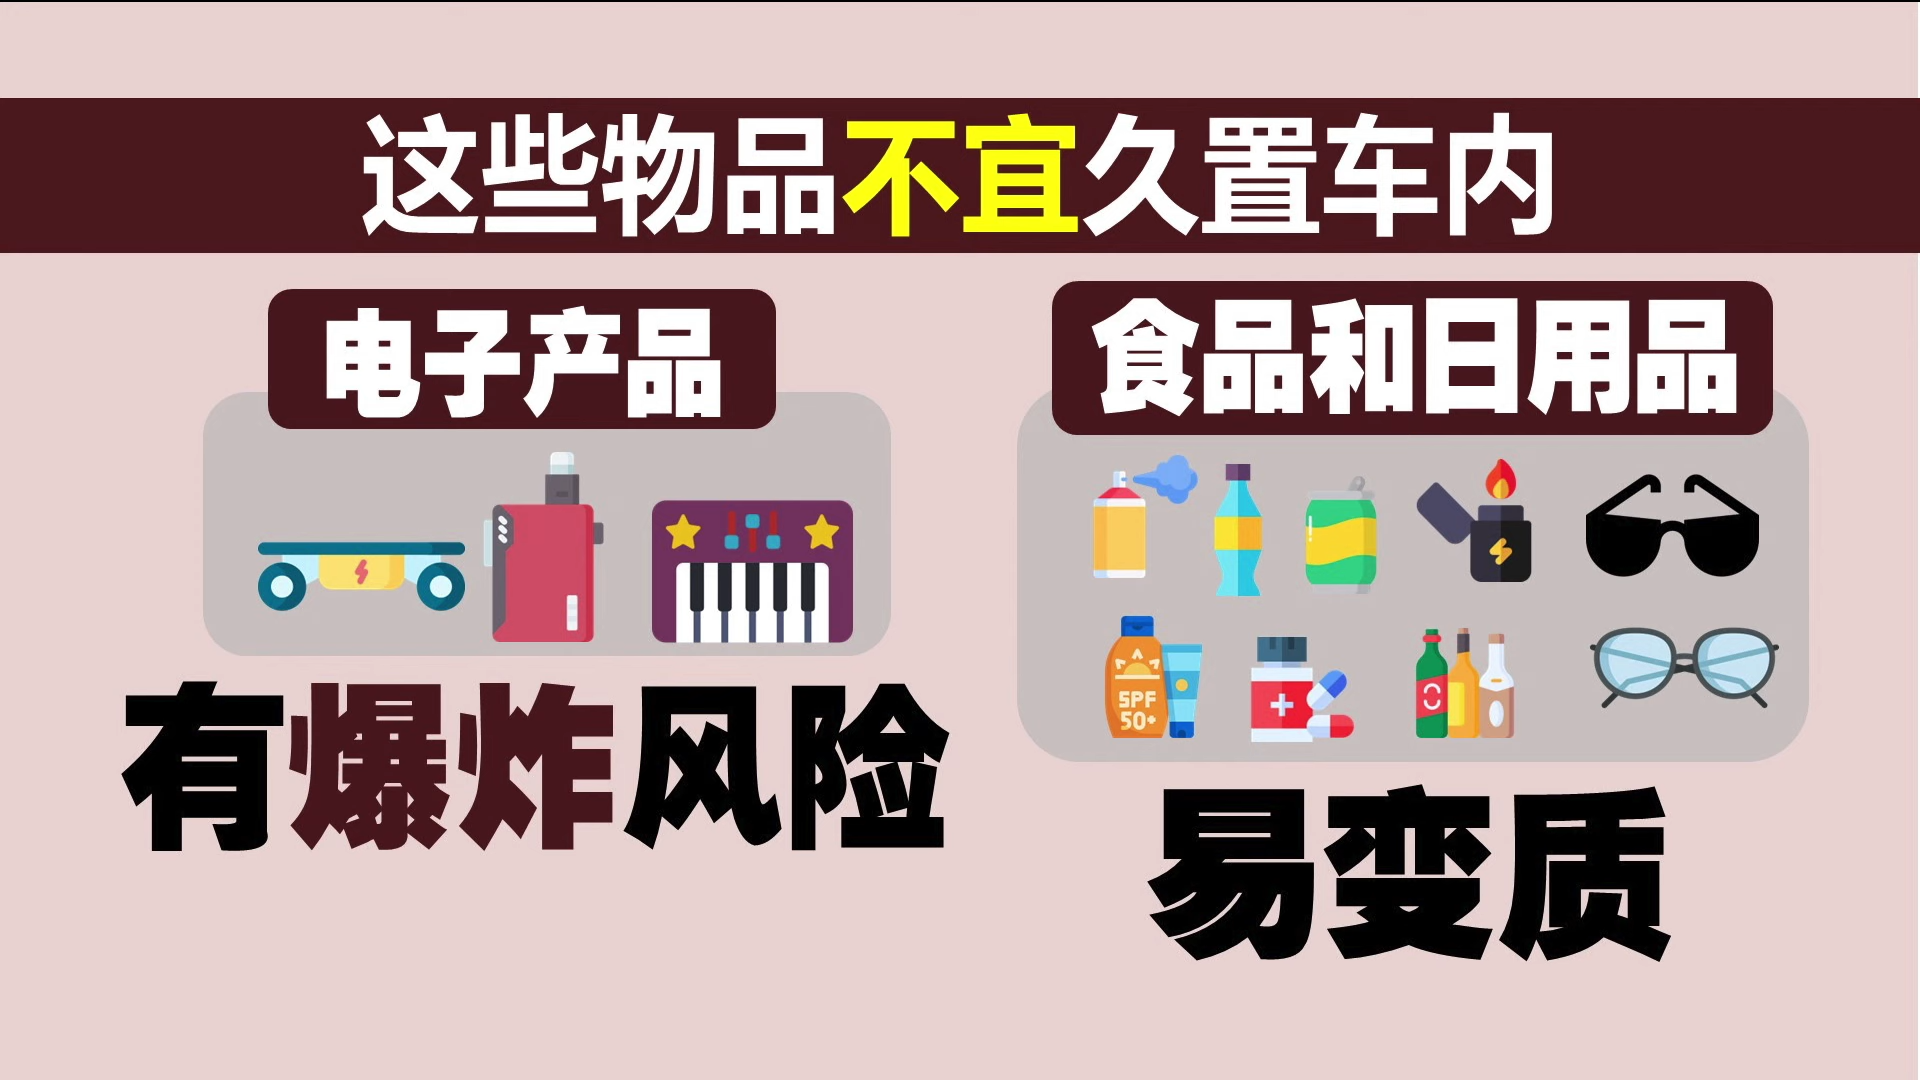 这些物品不宜久置车内
电子产品
有爆炸风险
食品和日用品
SPF
50+
易变质